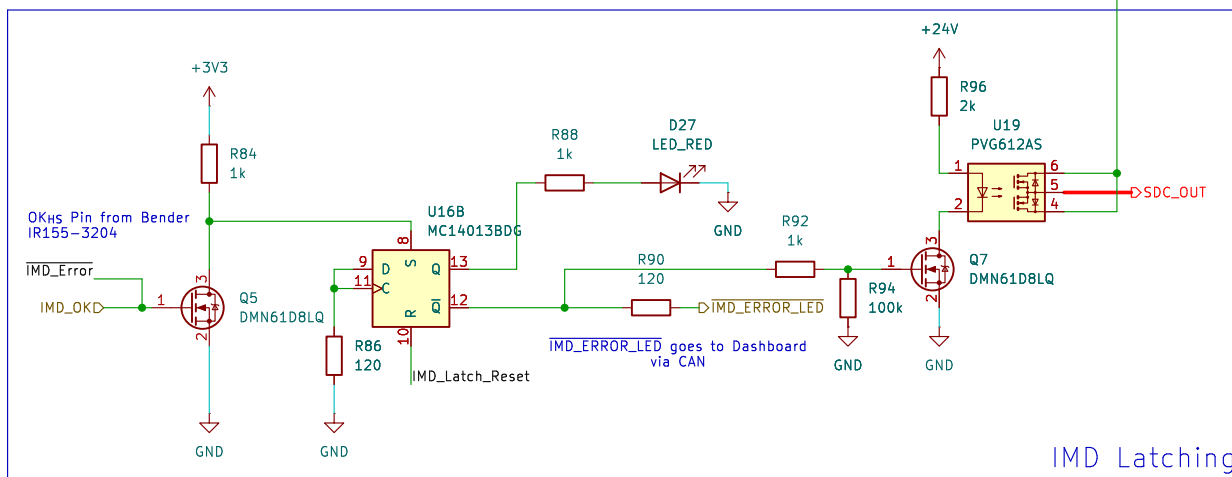 +24V
+3V3
R96
2k
U19
PVG612AS
D27
LED_RED
R88
1k
R84
1k
1
6
5
4
2
SDC_OUT
OKHS Pin from Bender
IR155-3204
U16B
MC14013BDG
8
GND
R92
1k
IMD_Error
3
9
D
S
Q
13
11
C
R90
120
3
1
Q7
DMN61D8LQ
IMD_OK
1
Q5
DMN61D8LQ
Q
12
IMD_ERROR_LED
R94
100k
2
R
10
2
R86
120
IMD_ERROR_LED goes to Dashboard
via CAN
GND
GND
IMD_Latch_Reset
GND
GND
IMD Latching